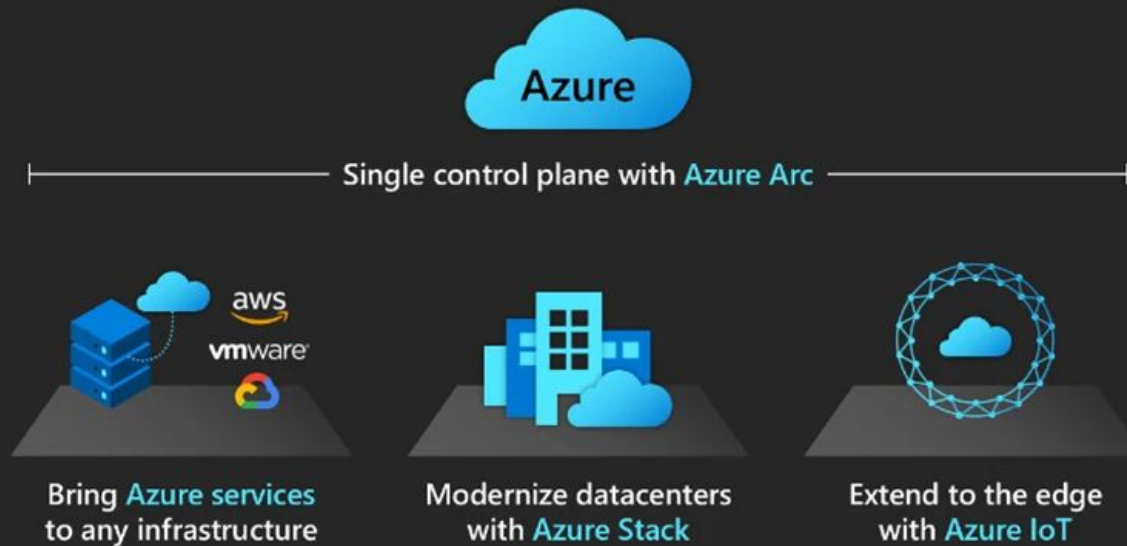 Azure
Single control plane with Azure Arc
aws
vmware
Bring Azure services
to any infrastructure
Modernize datacenters
with Azure Stack
Extend to the edge
with Azure IoT